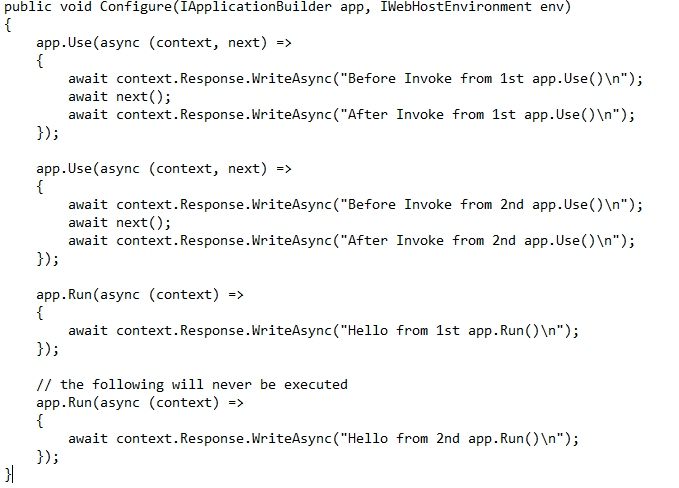 public void Configure(IApplicationBuilder app, IWebHostEnvironment env)
{
    app.Use(async (context, next) =>
    {
        await context.Response.WriteAsync("Before Invoke from 1st app.Use()\n");
        await next();
        await context.Response.WriteAsync("After Invoke from 1st app.Use()\n");
    });

    app.Use(async (context, next) =>
    {
        await context.Response.WriteAsync("Before Invoke from 2nd app.Use()\n");
        await next();
        await context.Response.WriteAsync("After Invoke from 2nd app.Use()\n");
    });

    app.Run(async (context) =>
    {
        await context.Response.WriteAsync("Hello from 1st app.Run()\n");
    });

    // the following will never be executed
    app.Run(async (context) =>
    {
        await context.Response.WriteAsync("Hello from 2nd app.Run()\n");
    });
}